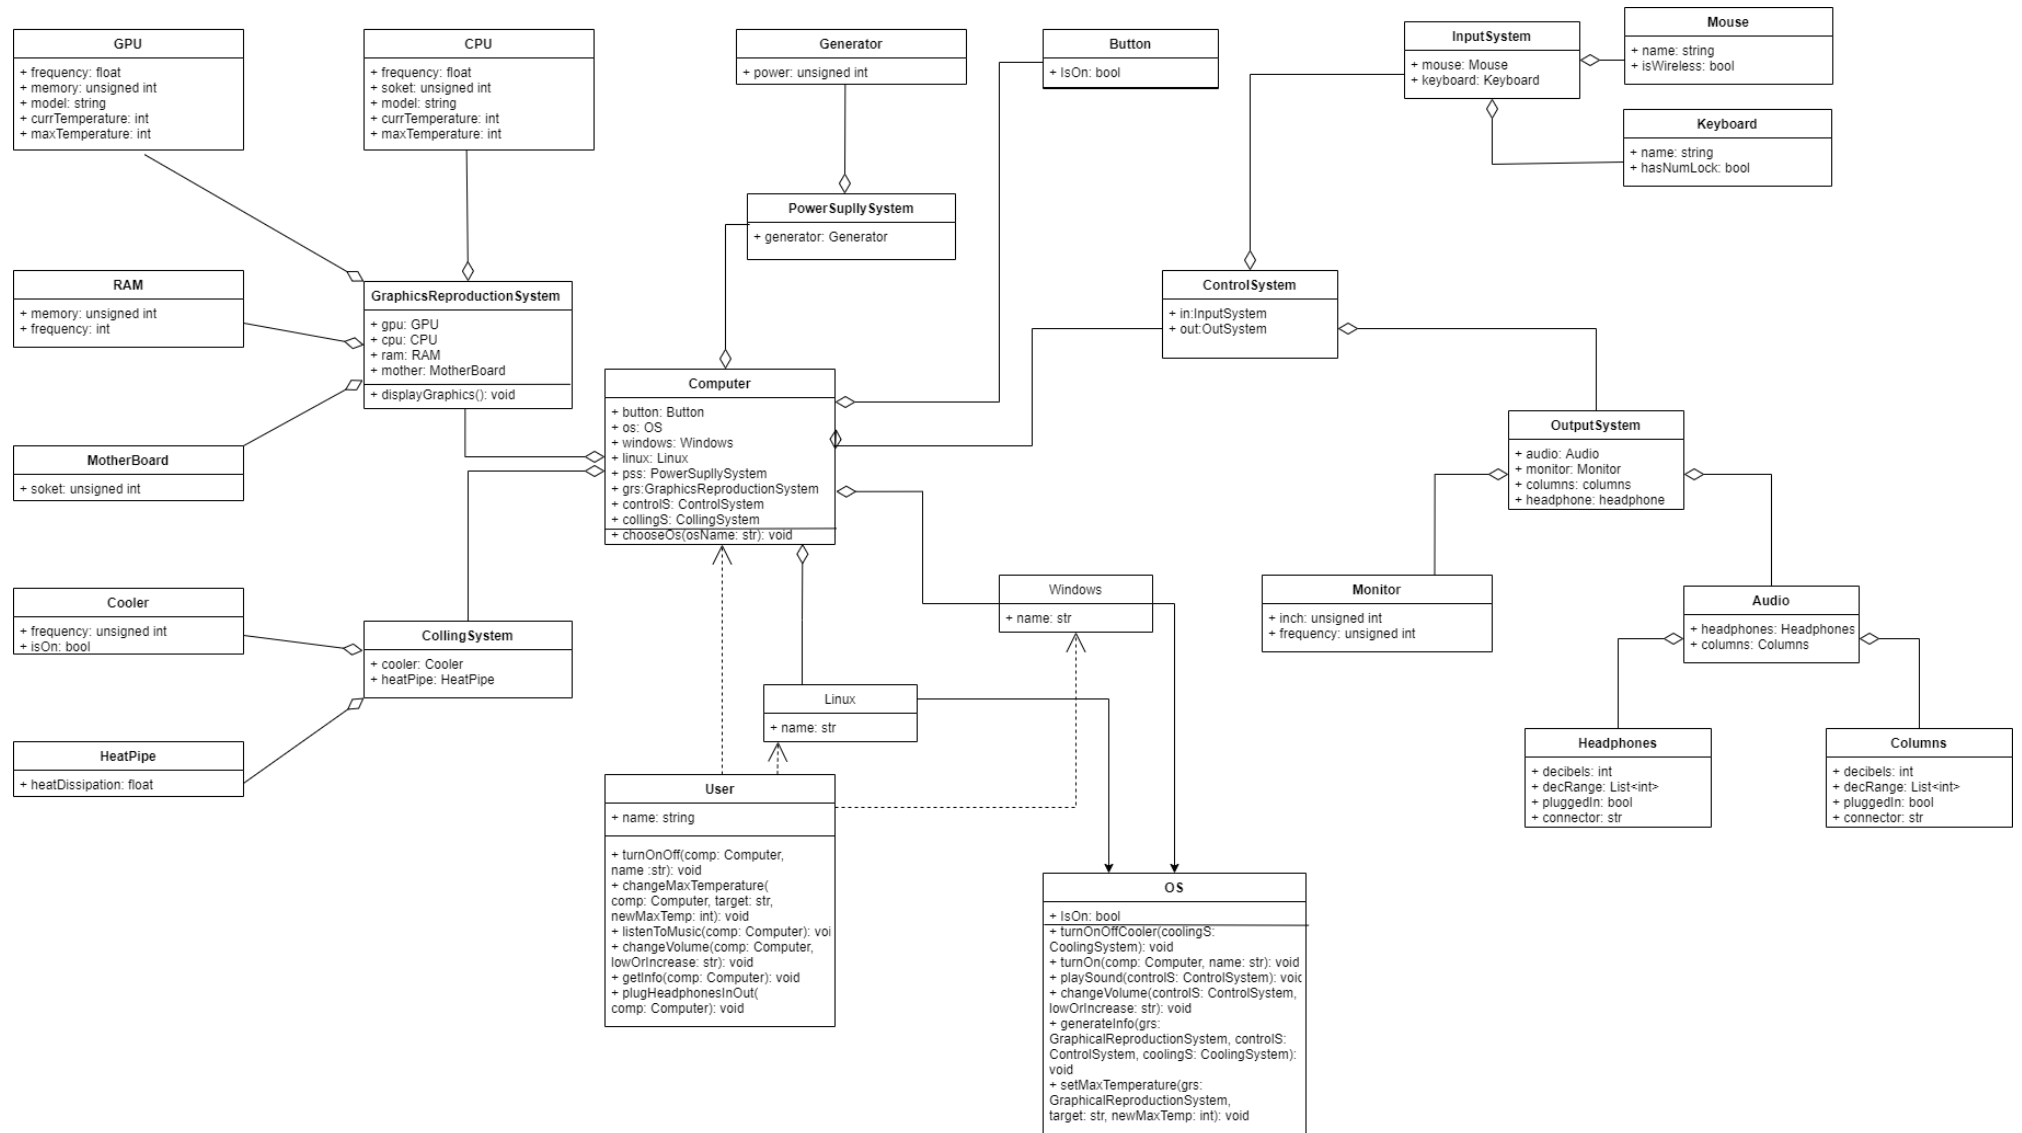 GPU
+ frequency: float
+ memory: unsigned int
+ model: string
+ currTemperature: int
+ maxTemperature: int
CPU
+ frequency: float
+ soket: unsigned int
+ model: string
+ currTemperature: int
+ maxTemperature: int
Generator
+ power: unsigned int
Button
+ IsOn: bool
InputSystem
+ mouse: Mouse
+ keyboard: Keyboard
Mouse
+ name: string
+ isWireless: bool
Keyboard
+ name: string
+ hasNumLock: bool
PowerSupllySystem
+ generator: Generator
RAM
+ memory: unsigned int
+ frequency: int
GraphicsReproductionSystem
+ gpu: GPU
+ cpu: CPU
+ ram: RAM
+ mother: MotherBoard
+ displayGraphics(): void
ControlSystem
+ in:InputSystem
+ out:OutSystem
Computer
+ button: Button
+ os: OS
+ windows: Windows
+ linux: Linux
+ pss: PowerSupllySystem
+ grs:GraphicsReproductionSystem
+ controlS: ControlSystem
+ collingS: CollingSystem
+ chooseOs(osName: str): void
MotherBoard
+ soket: unsigned int
OutputSystem
+ audio: Audio
+ monitor: Monitor
+ columns: columns
+ headphone: headphone
Cooler
+ frequency: unsigned int
+ isOn: bool
CollingSystem
+ cooler: Cooler
+ heatPipe: HeatPipe
Windows
+ name: str
Monitor
+ inch: unsigned int
+ frequency: unsigned int
Audio
+ headphones: Headphones
+ columns: Columns
Linux
+ name: str
HeatPipe
+ heatDissipation: float
Headphones
+ decibels: int
+ decRange: List<int>
+ pluggedIn: bool
+ connector: str
Columns
+ decibels: int
+ decRange: List<int>
+ pluggedIn: bool
+ connector: str
User
+ name: string
+ turnOnOff(comp: Computer,
name :str): void
+ changeMaxTemperature(
comp: Computer, target: str,
newMaxTemp: int): void
+ listenToMusic(comp: Computer): voi
+ changeVolume(comp: Computer,
lowOrIncrease: str): void
+ getInfo(comp: Computer): void
+ plugHeadphonesInOut(
comp: Computer): void
OS
+ IsOn: bool
+ turnOnOffCooler(coolingS:
CoolingSystem): void
+ turnOn(comp: Computer, name: str): void
+ playSound(controlS: ControlSystem): void
+ changeVolume(controlS: ControlSystem,
lowOrIncrease: str): void
+ generateInfo(grs:
GraphicalReproductionSystem, controlS:
ControlSystem, coolingS: CoolingSystem):
void
+ setMaxTemperature(grs:
GraphicalReproductionSystem,
target: str, newMaxTemp: int): void